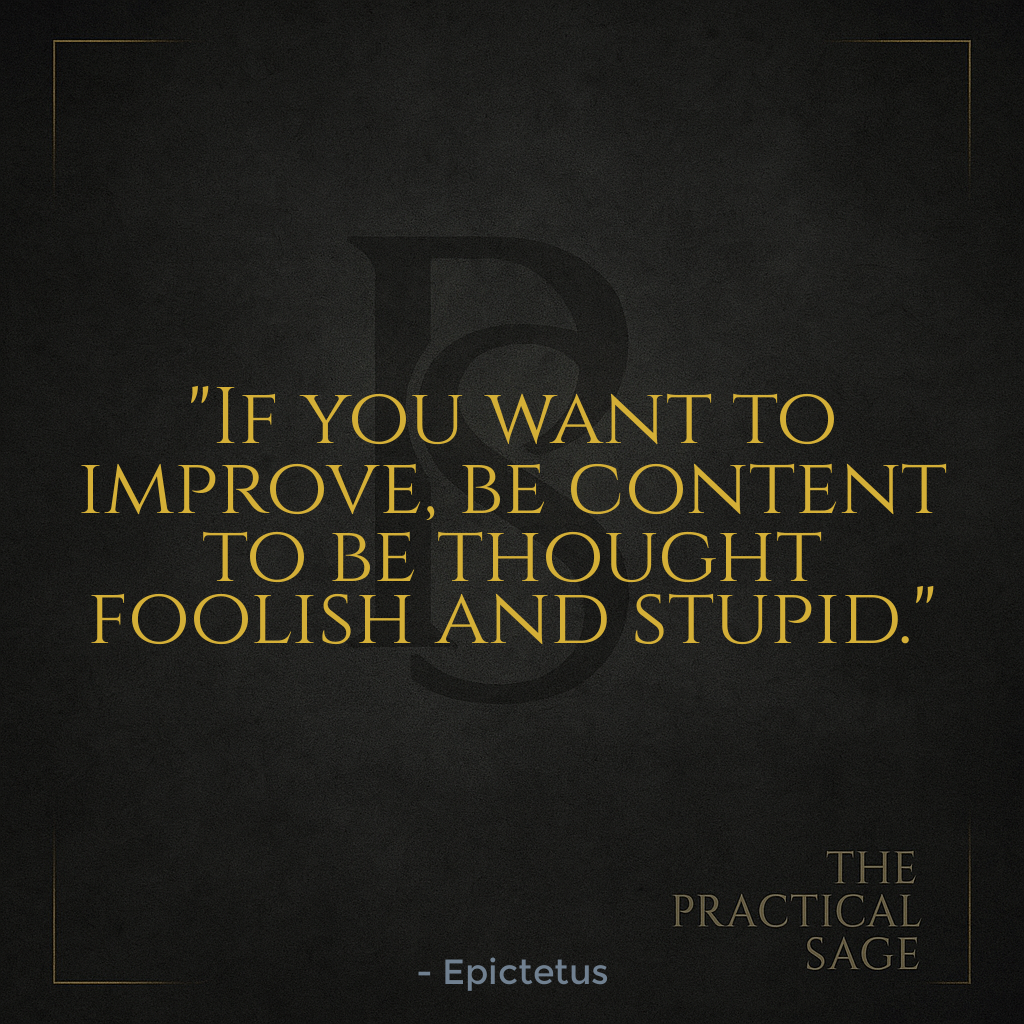 "If you want to
improve, be content
to be thought
foolish and stupid."
THE
PRACTICAL
SAGE
- Epictetus